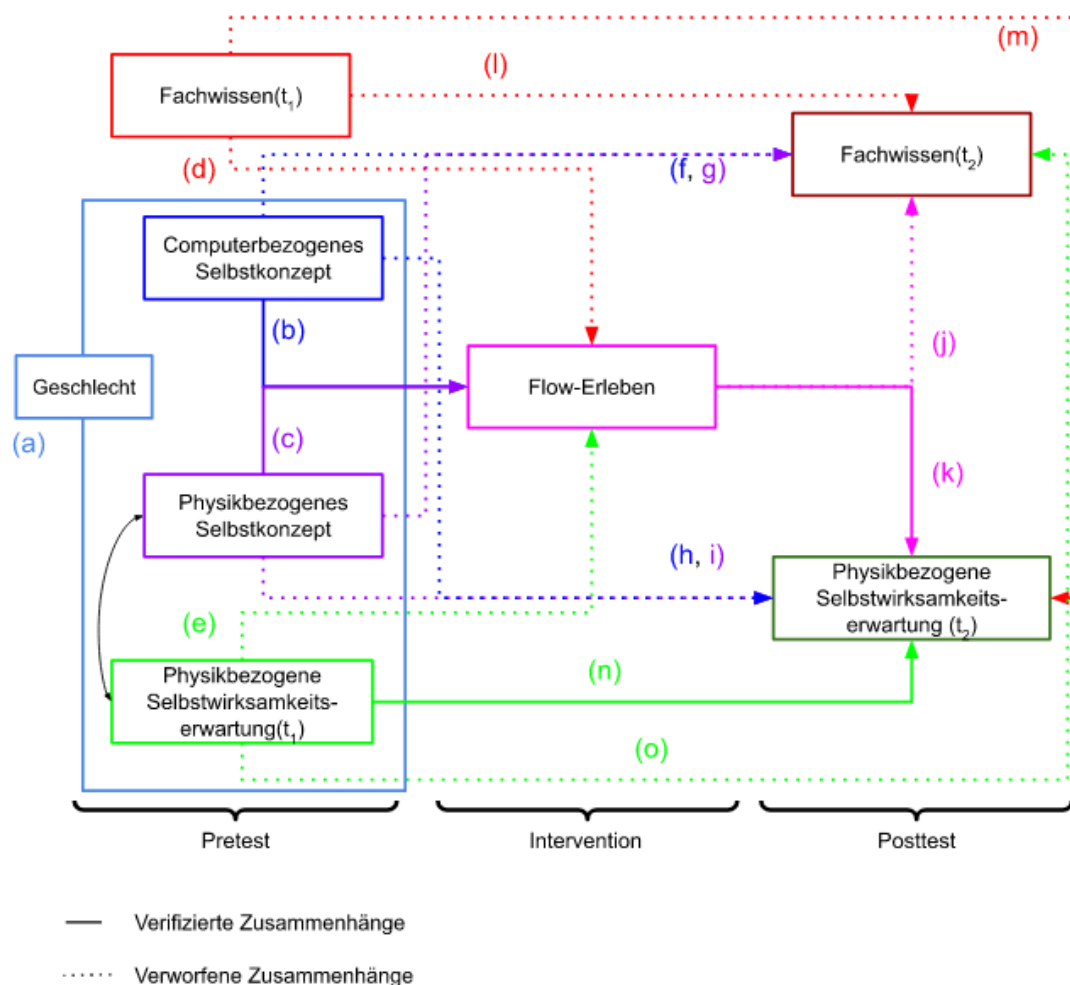 (m)
(l)
Fachwissen(t₁)
Fachwissen(t₂)
(d)
(f, g)
Computerbezogenes
Selbstkonzept
(b)
(j)
Geschlecht
Flow-Erleben
(a)
(c)
(k)
Physikbezogenes
Selbstkonzept
(h, i)
Physikbezogene
Selbstwirksamkeits-
erwartung (t₂)
(e)
Physikbezogene
Selbstwirksamkeits-
erwartung(t₁)
(n)
(o)
Pretest
Intervention
Posttest
Verifizierte Zusammenhänge
Verworfene Zusammenhänge